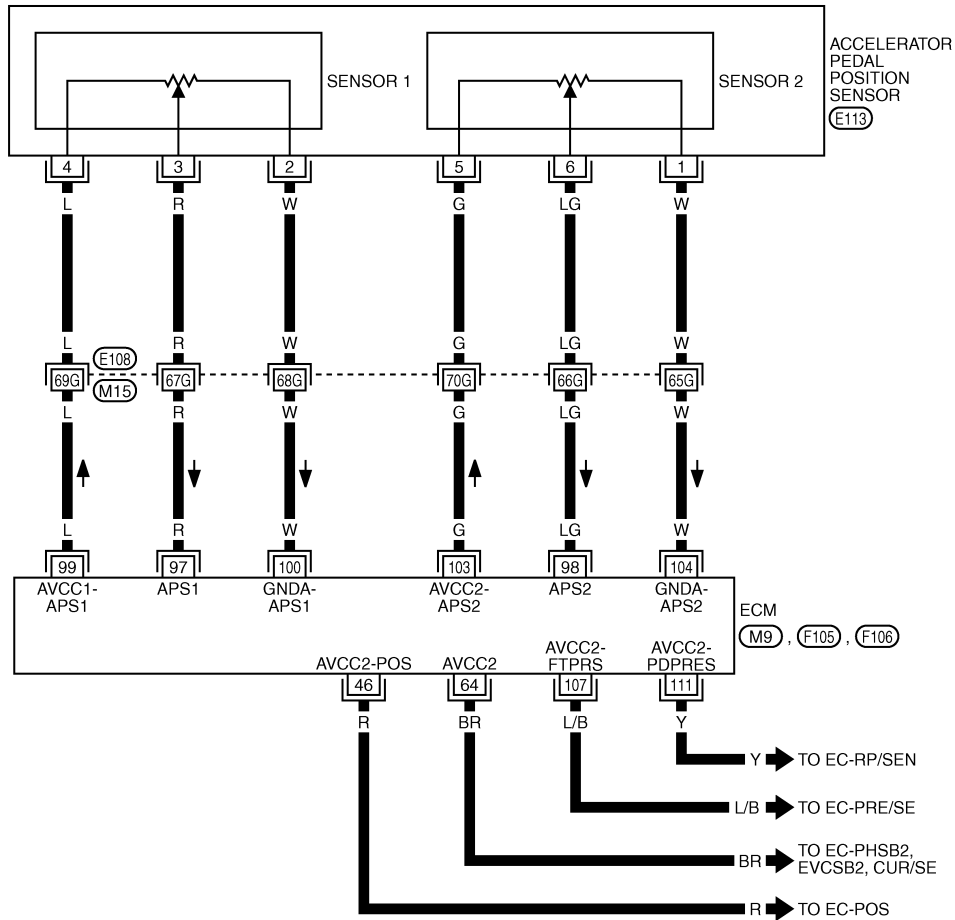 SENSOR 1
SENSOR 2
ACCELERATOR
PEDAL
POSITION
SENSOR
E113
4 3 2 5 6 1
L R W G LG W
L R W G LG W
E108
69G 67G 68G 70G 66G 65G
M15
L R W G LG W
L R W G LG W
99 97 100 103 98 104
AVCC1-
APS1
APS1
GNDA-
APS1
AVCC2-
APS2
APS2
GNDA-
APS2
ECM
M9 , F105 , F106
AVCC2-POS
AVCC2
AVCC2-
FTPRS
AVCC2-
PDPRES
46 64 107 111
R BR L/B Y
Y TO EC-RP/SEN
L/B TO EC-PRE/SE
BR TO EC-PHSB2,
EVCSB2, CUR/SE
R TO EC-POS